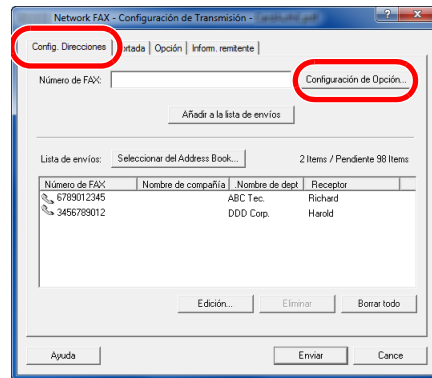 Network FAX - Configuración de Transmisión -
Config. Direcciones
rtada
Opción
Inform. remitente
Número de FAX:
Configuración de Opción...
Añadir a la lista de envíos
Lista de envíos:
Seleccionar del Address Book...
2 Items / Pendiente 98 Items
Número de FAX Nombre de compañía .Nombre de dept Receptor
6789012345 ABC Tec. Richard
3456789012 DDD Corp. Harold
Edición...
Eliminar
Borrar todo
Ayuda
Enviar
Cance